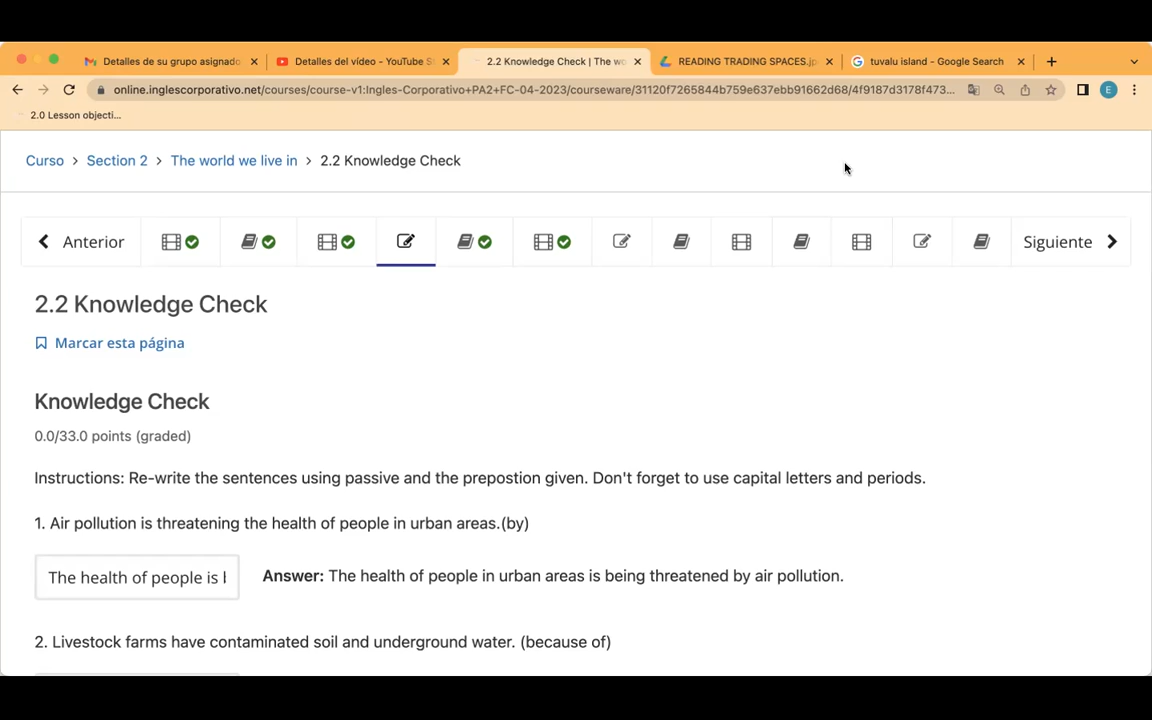 Detalles de su grupo asignado
Detalles del vídeo - YouTube S
2.2 Knowledge Check | The wo
READING TRADING SPACES.jp
tuvalu island - Google Search
online.inglescorporativo.net/courses/course-v1:Ingles-Corporativo+PA2+FC-04-2023/courseware/31120f7265844b759e637ebb91662d68/4f9187d3178f473...
E
2.0 Lesson objecti...
Curso > Section 2 > The world we live in > 2.2 Knowledge Check
Anterior
Siguiente
2.2 Knowledge Check
Marcar esta página
Knowledge Check
0.0/33.0 points (graded)
Instructions: Re-write the sentences using passive and the prepostion given. Don't forget to use capital letters and periods.
1. Air pollution is threatening the health of people in urban areas.(by)
The health of people is b
Answer: The health of people in urban areas is being threatened by air pollution.
2. Livestock farms have contaminated soil and underground water. (because of)